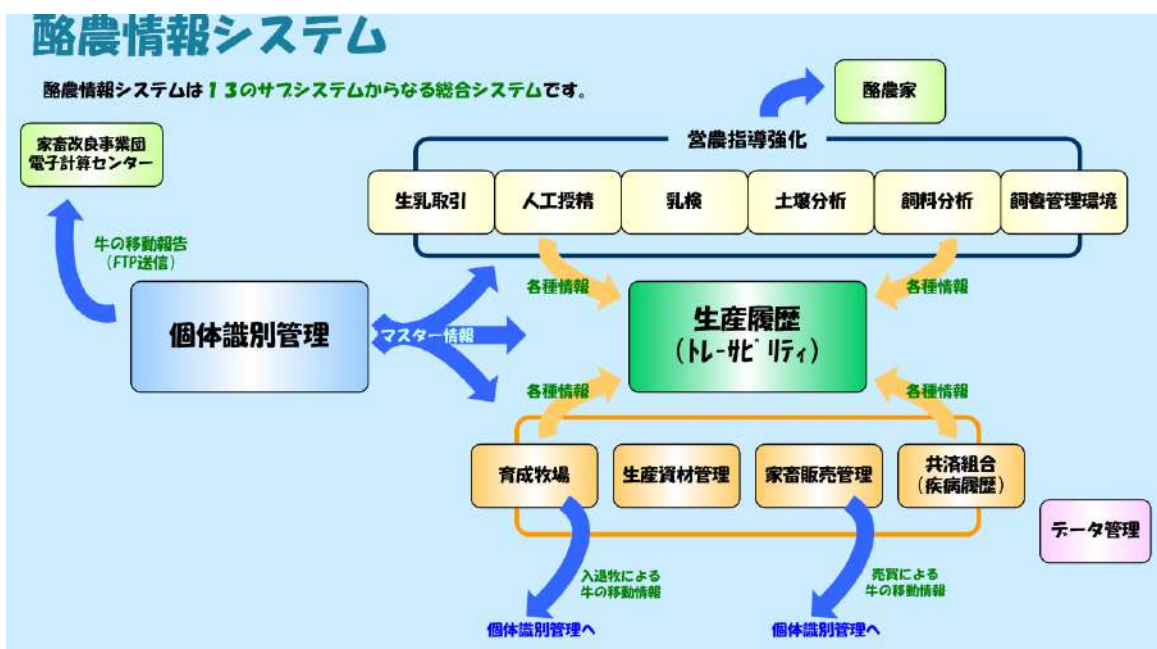 酪農情報システム
酪農情報システムは１３のサブシステムからなる総合システムです。
酪農家
家畜改良事業団
電子計算センター
営農指導強化
生乳取引
人工授精
乳検
土壌分析
飼料分析
飼養管理環境
牛の移動報告
（FTP送信）
各種情報
各種情報
個体識別管理
マスター情報
生産履歴
（ﾄﾚｰｻﾋﾞﾘﾃｨ）
各種情報
各種情報
育成牧場
生産資材管理
家畜販売管理
共済組合
（疾病履歴）
データ管理
入退牧による
牛の移動情報
売買による
牛の移動情報
個体識別管理へ
個体識別管理へ